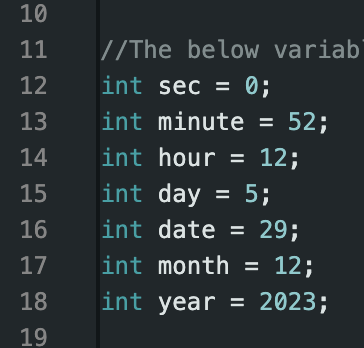 10
11 //The below
12 int sec = 0;
13 int minute = 52;
14 int hour = 12;
15 int day = 5;
16 int date = 29;
17 int month = 12;
18 int year = 2023;
19